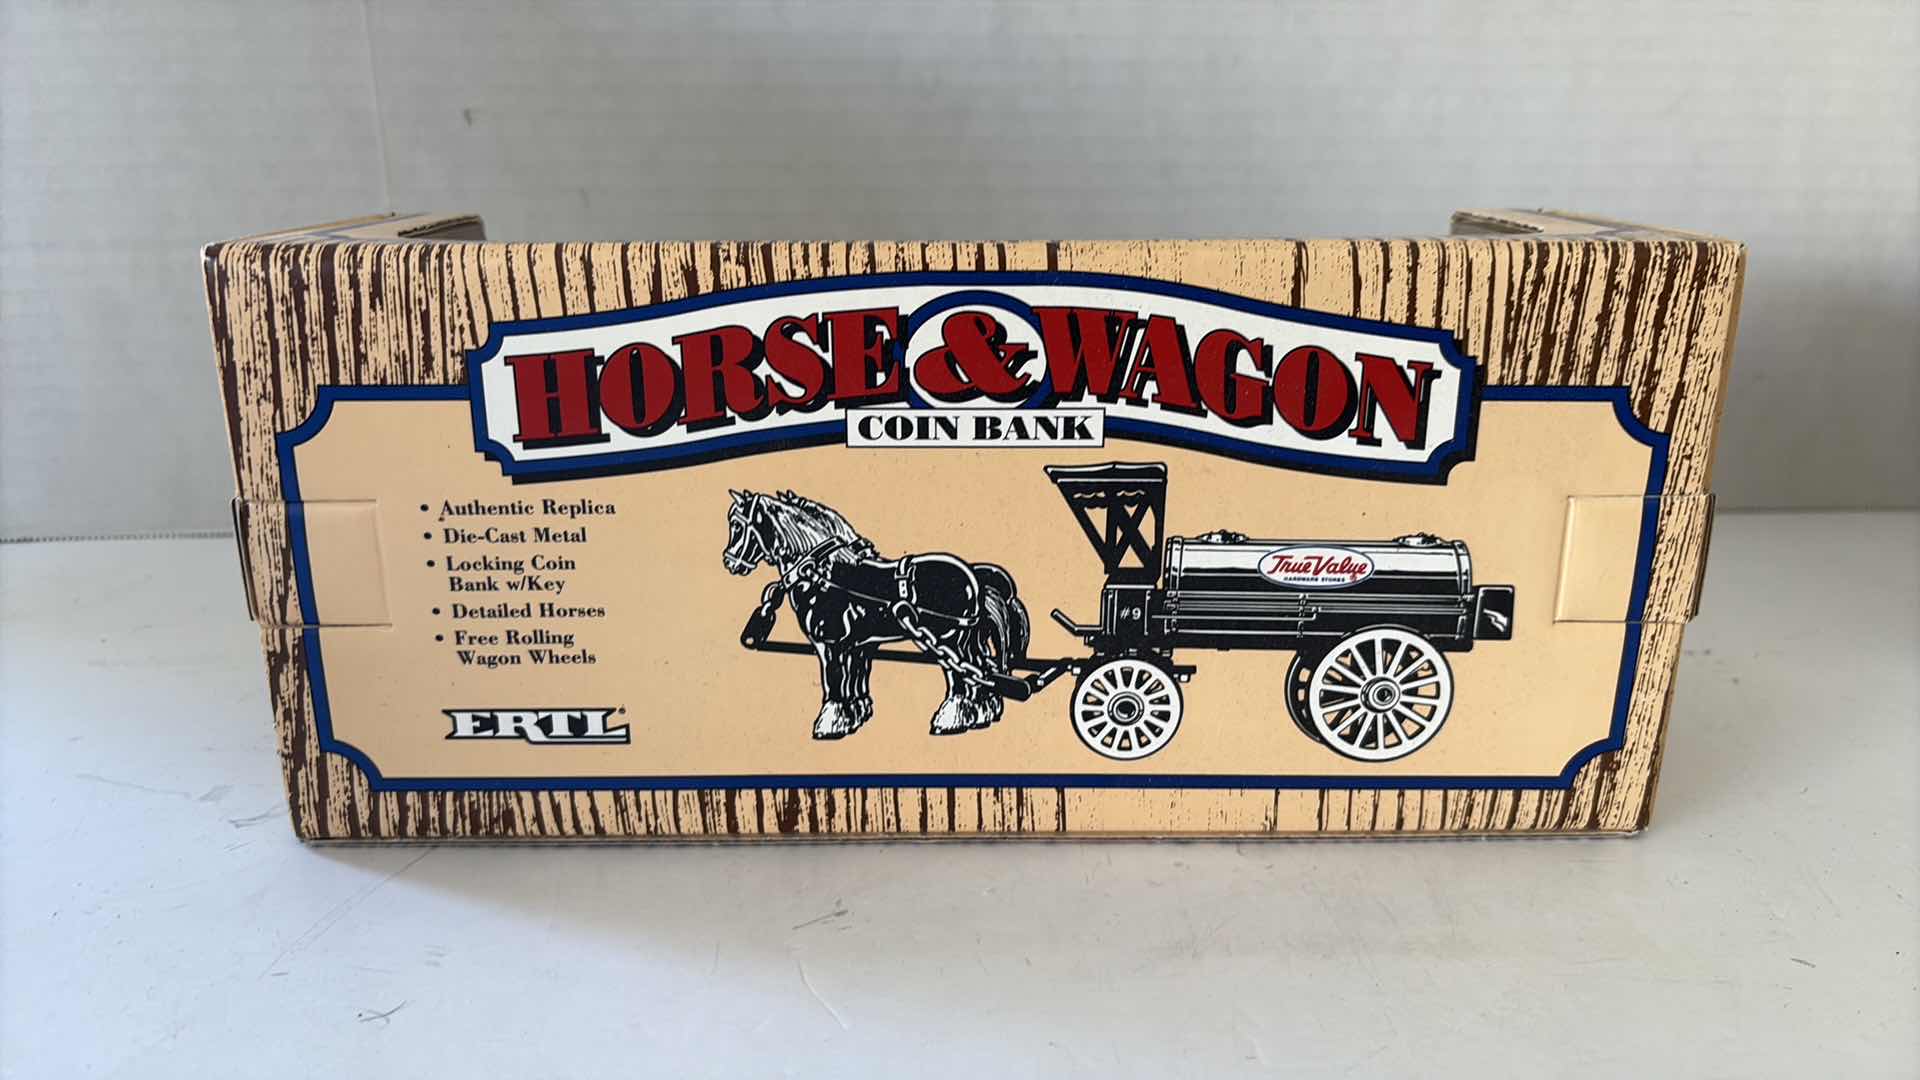 HORSE & WAGON
COIN BANK
• Authentic Replica
• Die-Cast Metal
• Locking Coin
Bank w/Key
• Detailed Horses
• Free Rolling
Wagon Wheels
ERTL®
True Value®
HARDWARE STORES
#9